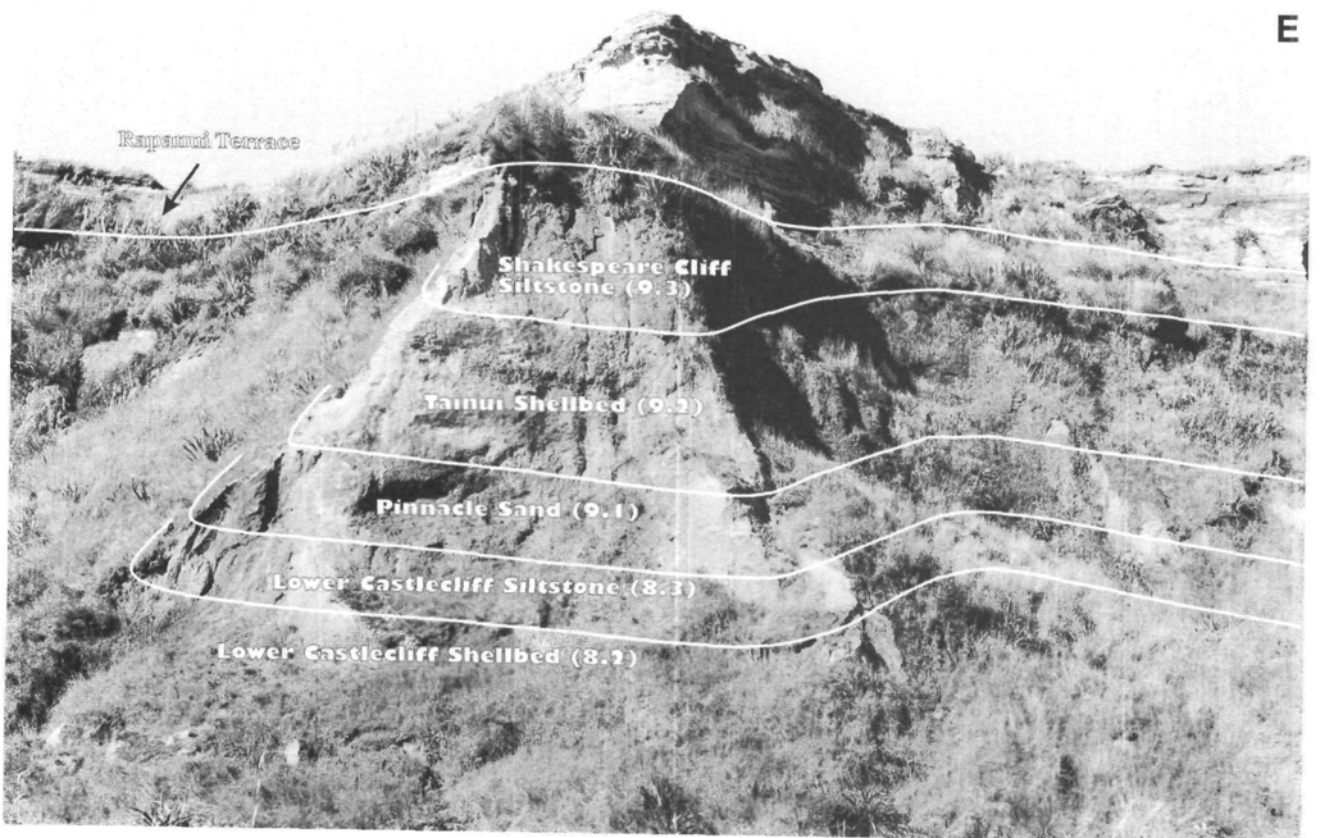 E
Rapanui Terrace
Shakespeare Cliff
Siltstone (9.3)
Tainui Shellbed (9.2)
Pinnacle Sand (9.1)
Lower Castlecliff Siltstone (8.3)
Lower Castlecliff Shellbed (8.2)